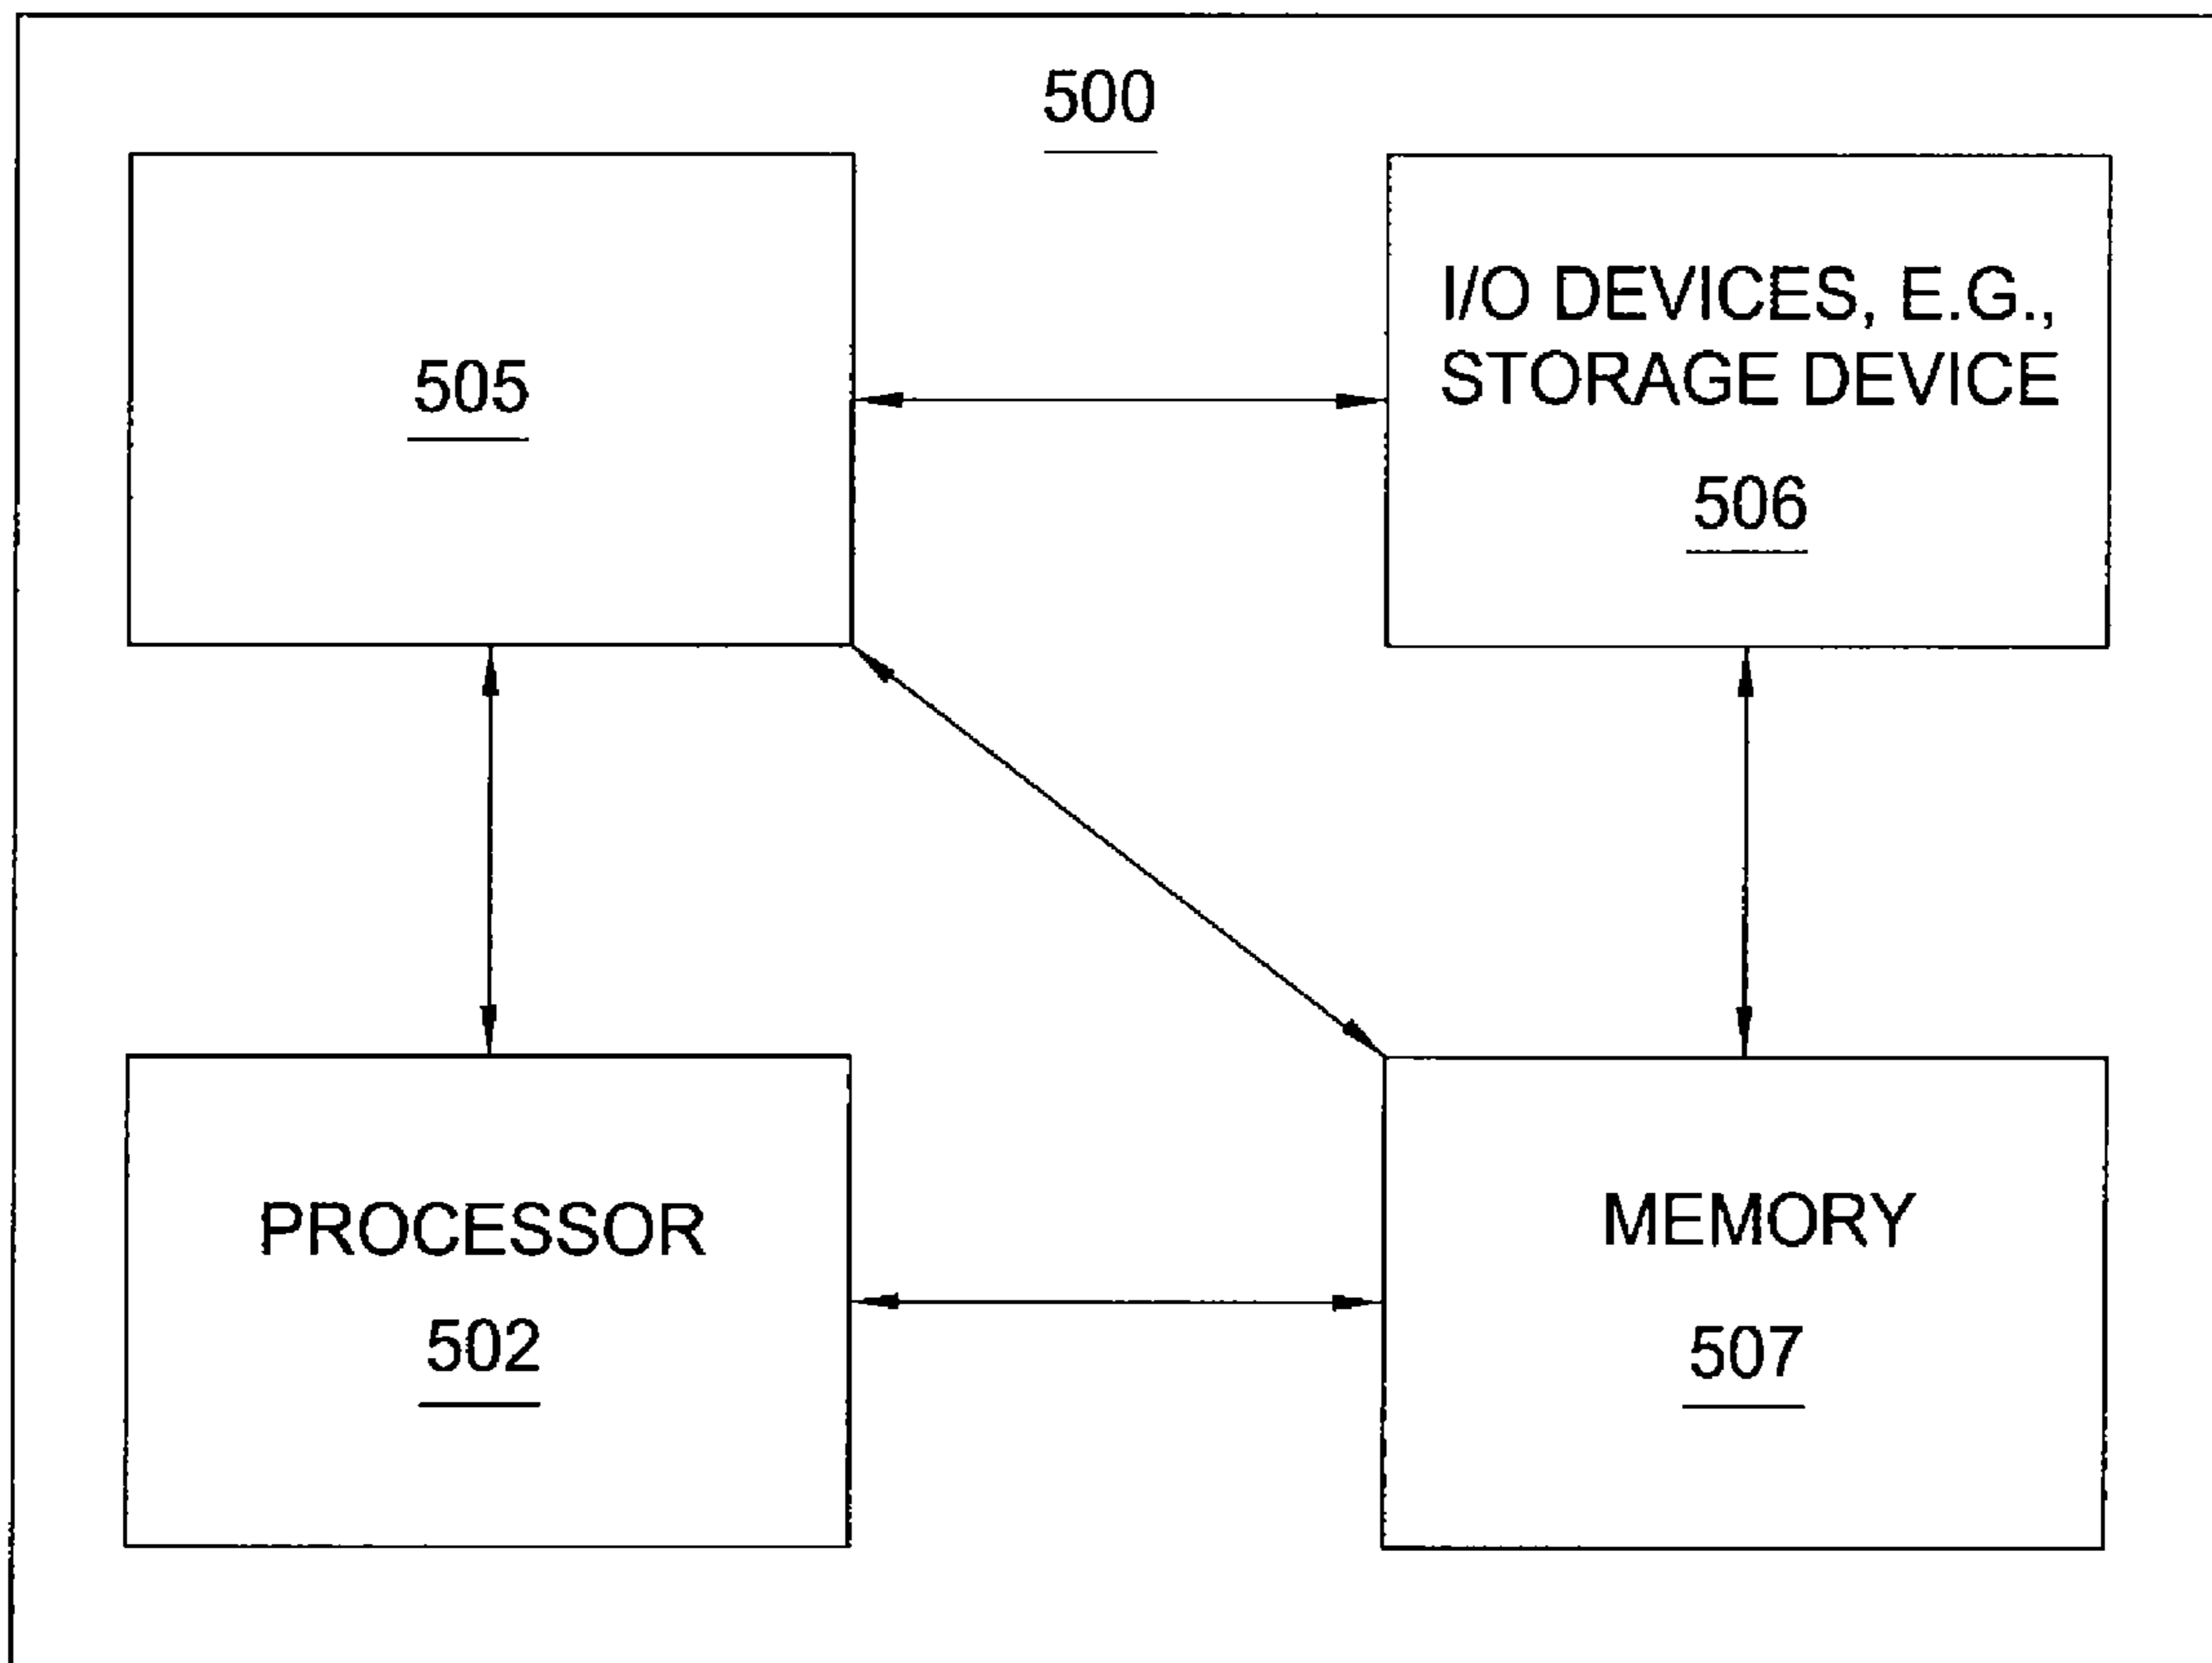 500
505
I/O DEVICES, E.G.,
STORAGE DEVICE
506
PROCESSOR
502
MEMORY
507